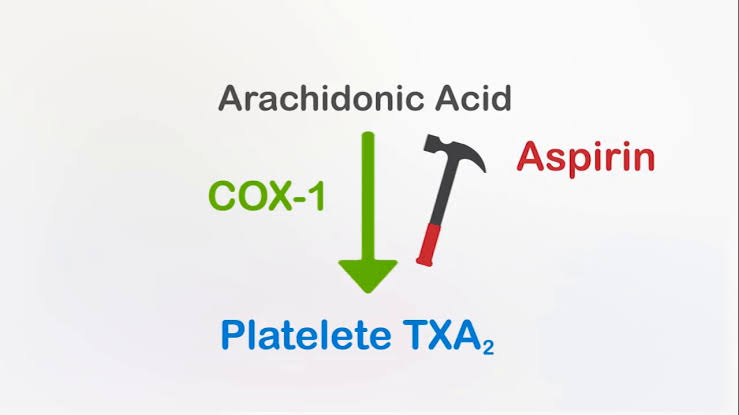 Arachidonic Acid
Aspirin
COX-1
Platelete TXA₂